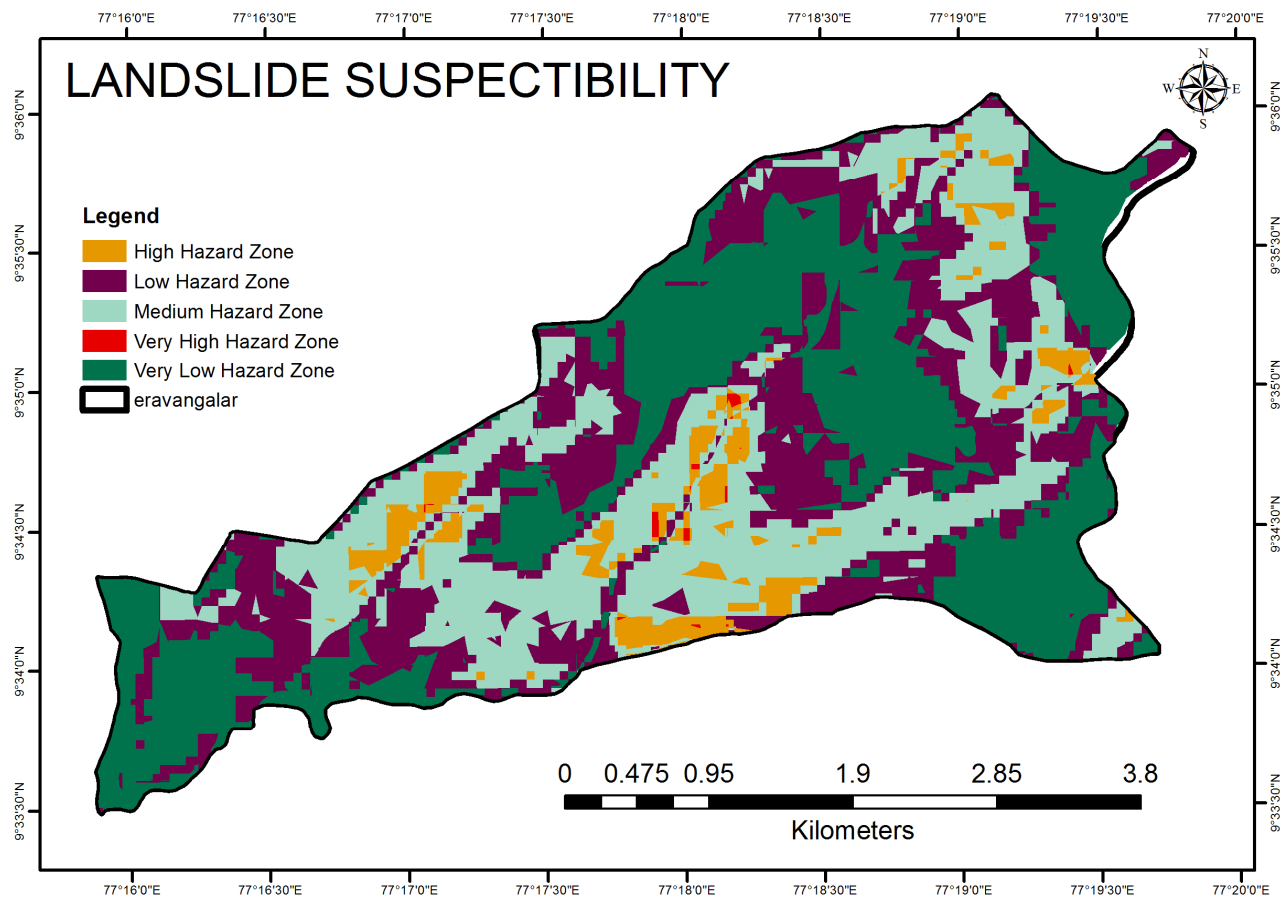 77°16'0"E 77°16'30"E 77°17'0"E 77°17'30"E 77°18'0"E 77°18'30"E 77°19'0"E 77°19'30"E 77°20'0"E
LANDSLIDE SUSPECTIBILITY
N
W E
S
9°36'0"N 9°36'0"N
Legend
High Hazard Zone
9°35'30"N 9°35'30"N
Low Hazard Zone
Medium Hazard Zone
Very High Hazard Zone
Very Low Hazard Zone
9°35'0"N 9°35'0"N
eravangalar
9°34'30"N 9°34'30"N
9°34'0"N 9°34'0"N
0 0.475 0.95 1.9 2.85 3.8
9°33'30"N 9°33'30"N
Kilometers
77°16'0"E 77°16'30"E 77°17'0"E 77°17'30"E 77°18'0"E 77°18'30"E 77°19'0"E 77°19'30"E 77°20'0"E